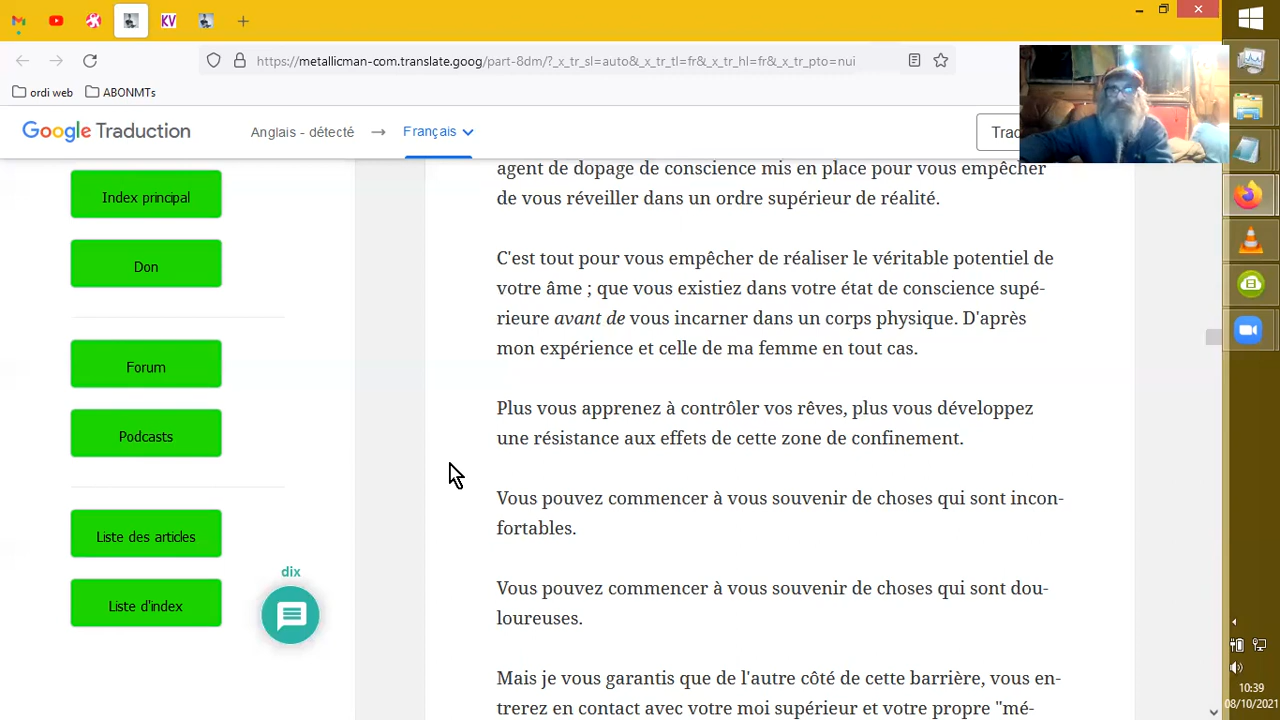 KV
https://metallicman-com.translate.goog/part-8dmy/?_x_tr_sl=auto&_x_tr_tl=fr&_x_tr_hl=fr&_x_tr_pto=nui
ordi web
ABONMTs
Google Traduction
Anglais - détecté
Français
Trad
Index principal
Don
Forum
Podcasts
Liste des articles
dix
Liste d'index
agent de dopage de conscience mis en place pour vous empêcher
de vous réveiller dans un ordre supérieur de réalité.
C'est tout pour vous empêcher de réaliser le véritable potentiel de
votre âme ; que vous existiez dans votre état de conscience supé-
rieure avant de vous incarner dans un corps physique. D'après
mon expérience et celle de ma femme en tout cas.
Plus vous apprenez à contrôler vos rêves, plus vous développez
une résistance aux effets de cette zone de confinement.
Vous pouvez commencer à vous souvenir de choses qui sont incon-
fortables.
Vous pouvez commencer à vous souvenir de choses qui sont dou-
loureuses.
Mais je vous garantis que de l'autre côté de cette barrière, vous en-
trerez en contact avec votre moi supérieur et votre propre "mé-
10:39
08/10/2021